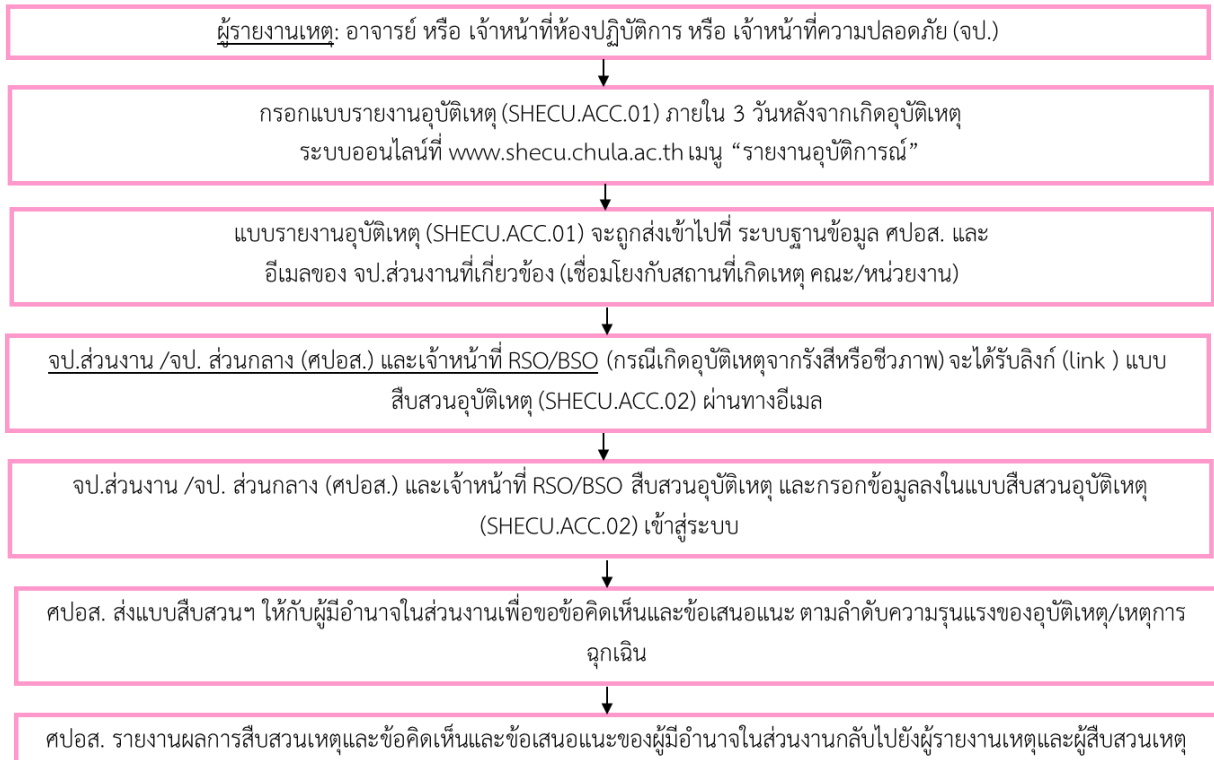 ผู้รายงานเหตุ: อาจารย์ หรือ เจ้าหน้าที่ห้องปฏิบัติการ หรือ เจ้าหน้าที่ความปลอดภัย (จป.)
กรอกแบบรายงานอุบัติเหตุ (SHECU.ACC.01) ภายใน 3 วันหลังจากเกิดอุบัติเหตุ
ระบบออนไลน์ที่ www.shecu.chula.ac.th เมนู “รายงานอุบัติการณ์”
แบบรายงานอุบัติเหตุ (SHECU.ACC.01) จะถูกส่งเข้าไปที่ ระบบฐานข้อมูล ศปอส. และ
อีเมลของ จป.ส่วนงานที่เกี่ยวข้อง (เชื่อมโยงกับสถานที่เกิดเหตุ คณะ/หน่วยงาน)
จป.ส่วนงาน /จป. ส่วนกลาง (ศปอส.) และเจ้าหน้าที่ RSO/BSO (กรณีเกิดอุบัติเหตุจากรังสีหรือชีวภาพ) จะได้รับลิงก์ (link ) แบบ
สืบสวนอุบัติเหตุ (SHECU.ACC.02) ผ่านทางอีเมล
จป.ส่วนงาน /จป. ส่วนกลาง (ศปอส.) และเจ้าหน้าที่ RSO/BSO สืบสวนอุบัติเหตุ และกรอกข้อมูลลงในแบบสืบสวนอุบัติเหตุ
(SHECU.ACC.02) เข้าสู่ระบบ
ศปอส. ส่งแบบสืบสวนฯ ให้กับผู้มีอำนาจในส่วนงานเพื่อขอข้อคิดเห็นและข้อเสนอแนะ ตามลำดับความรุนแรงของอุบัติเหตุ/เหตุการ
ฉุกเฉิน
ศปอส. รายงานผลการสืบสวนเหตุและข้อคิดเห็นและข้อเสนอแนะของผู้มีอำนาจในส่วนงานกลับไปยังผู้รายงานเหตุและผู้สืบสวนเหตุ